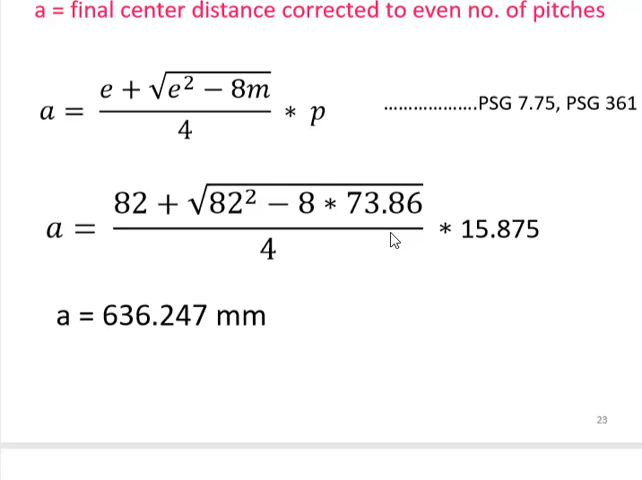 a = final center distance corrected to even no. of pitches
a = (e + √(e² − 8m)) / 4 * p ...................PSG 7.75, PSG 361
a = (82 + √(82² − 8 * 73.86)) / 4 * 15.875
a = 636.247 mm
23